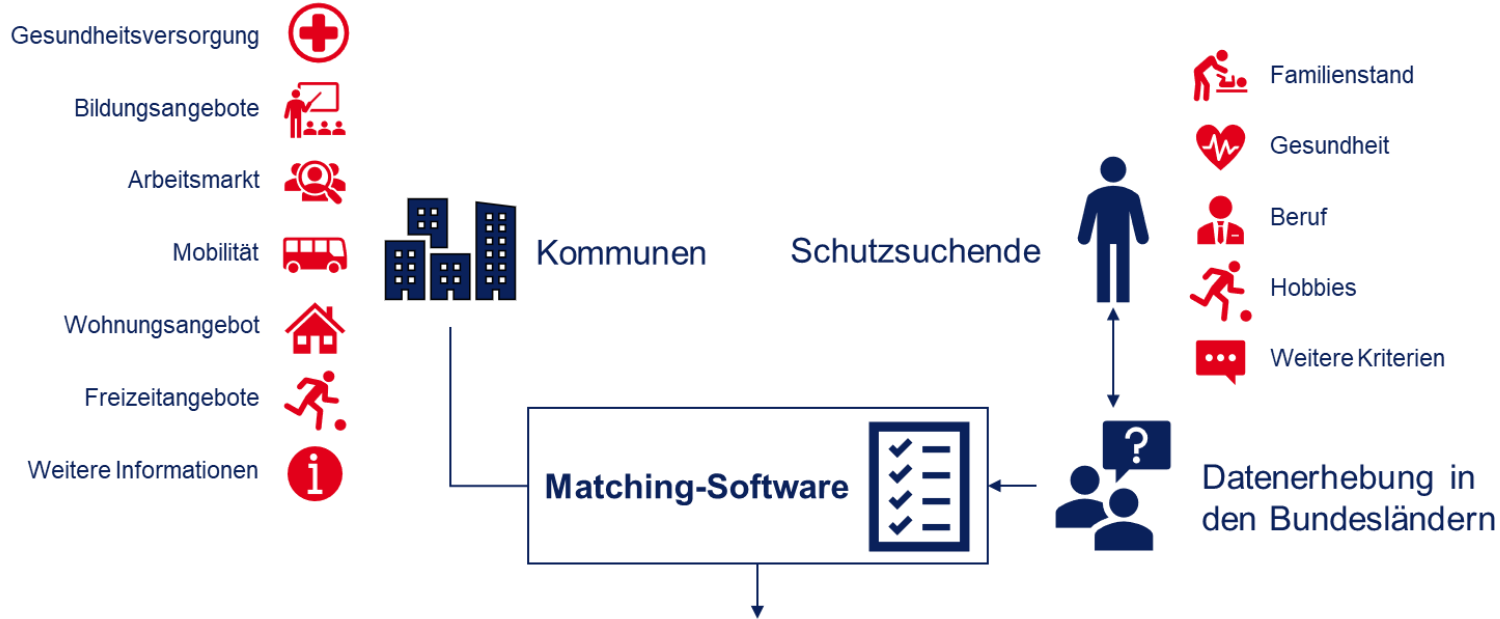 Gesundheitsversorgung
Bildungsangebote
Arbeitsmarkt
Mobilität
Wohnungsangebot
Freizeitangebote
Weitere Informationen
Kommunen
Schutzsuchende
Familienstand
Gesundheit
Beruf
Hobbies
Weitere Kriterien
Matching-Software
?
Datenerhebung in
den Bundesländern